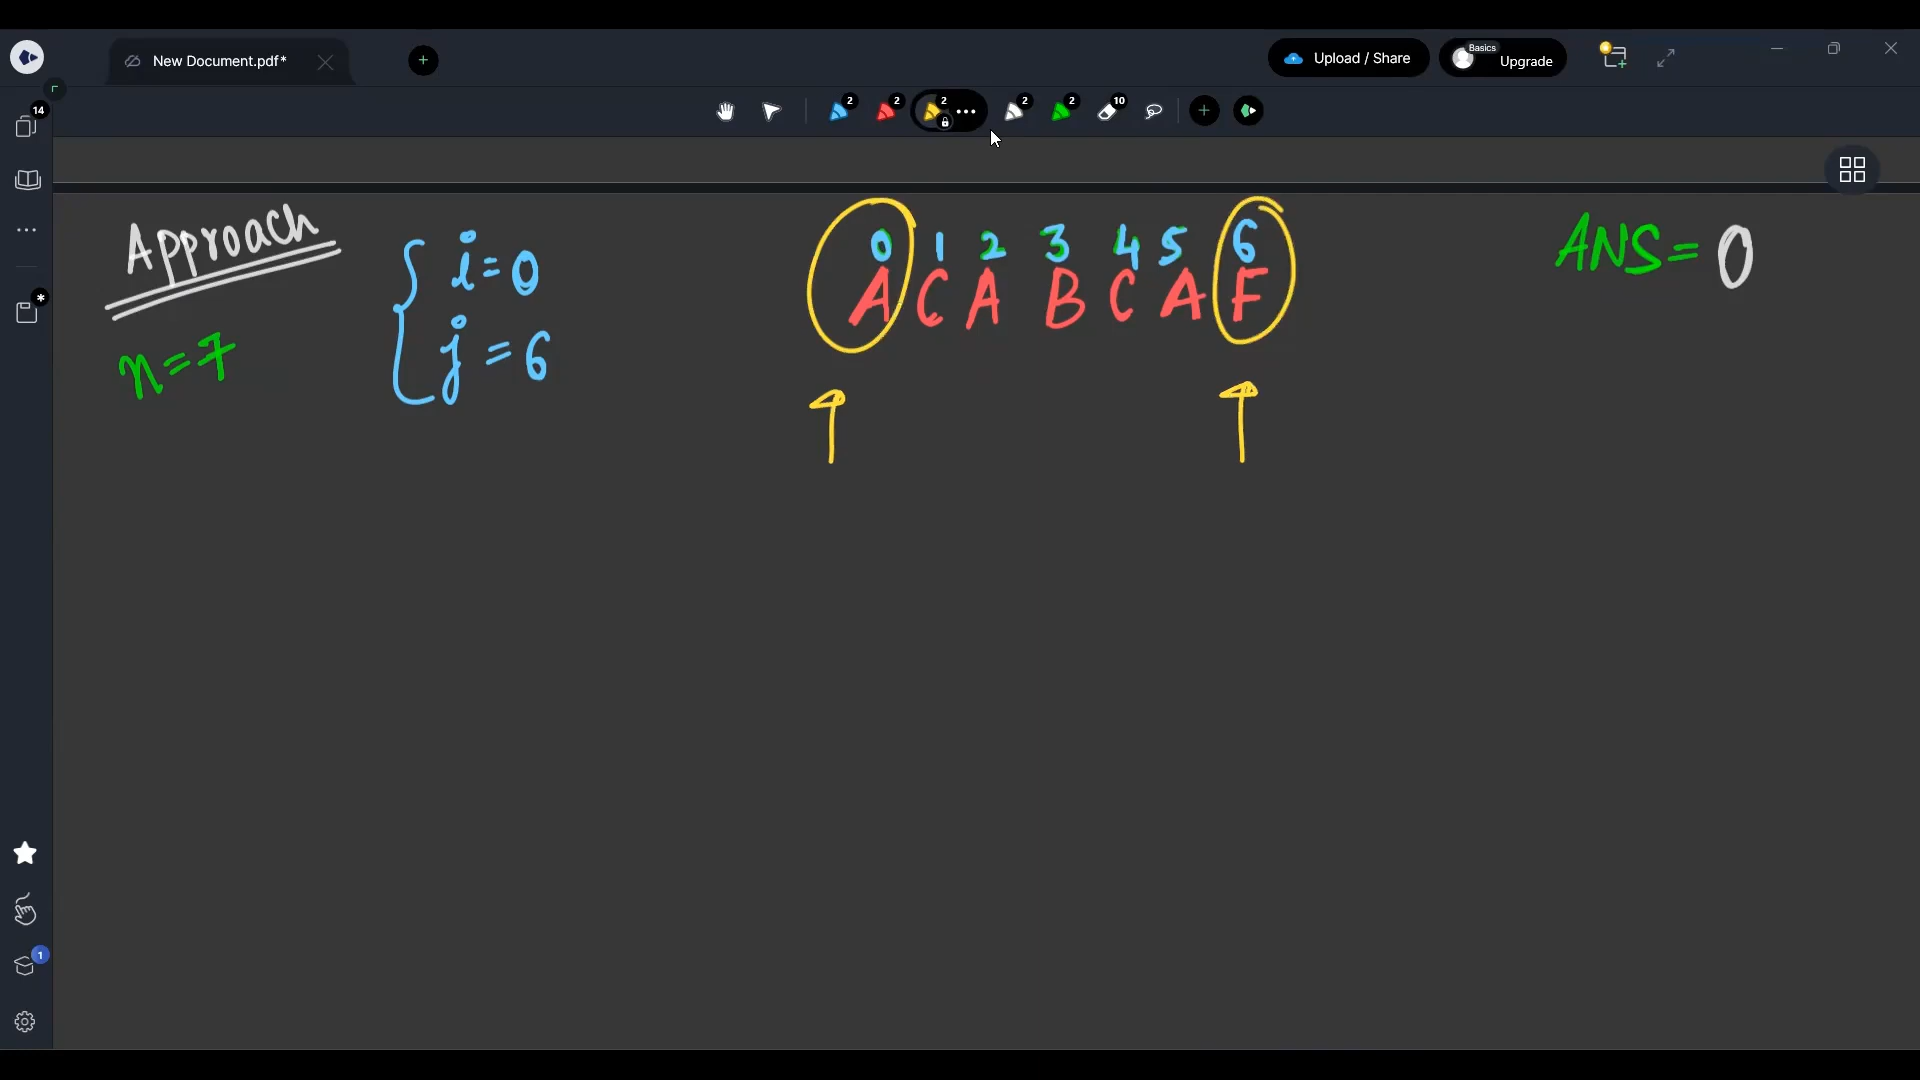 New Document.pdf*
Upload / Share
Basics
Upgrade
14
2 2 2 2 2 10
Approach
i = 0
j = 6
n = 7
0 1 2 3 4 5 6
A C A B C A F
ANS = 0
1